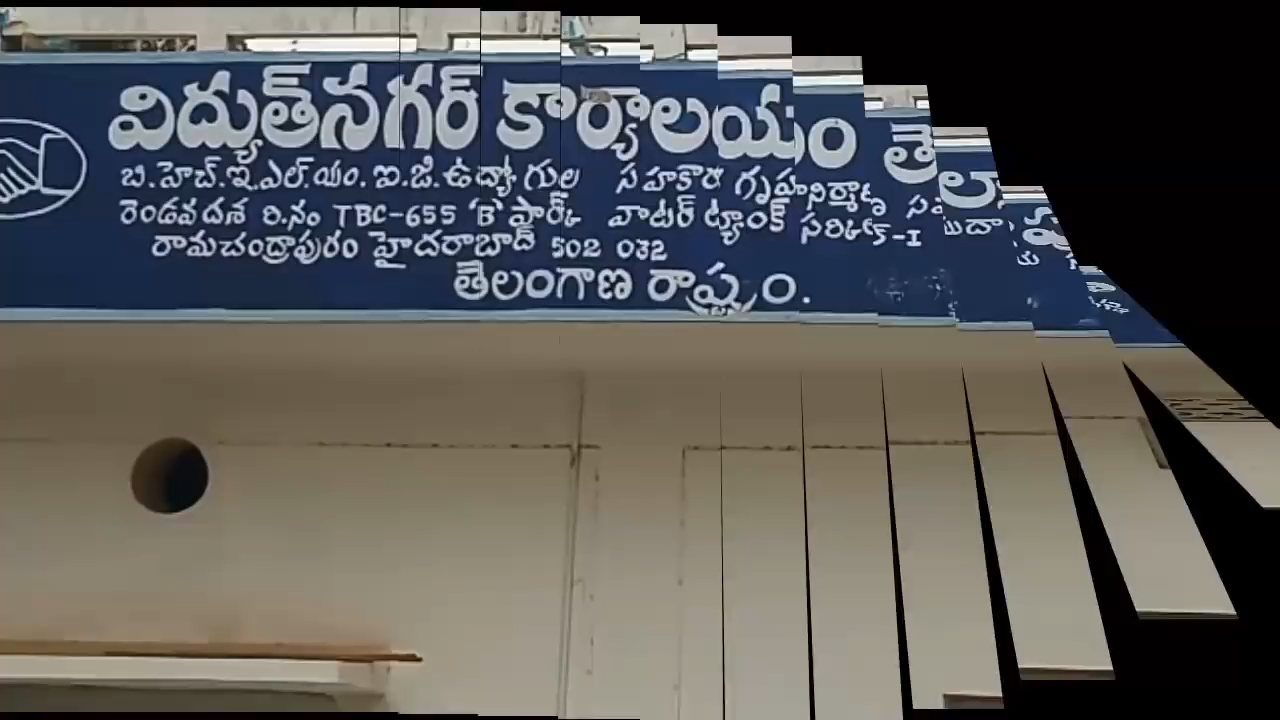 విద్యుత్‌నగర్ కార్యాలయం తె
బి.హెచ్.ఇ.ఎల్.యం.ఐ.జి.ఉద్యోగుల సహకార గృహనిర్మాణ
రెండవదశ రి.నం TBC-655 'B' పార్క్ వాటర్ ట్యాంక్ సర్కిల్-I
రామచంద్రాపురం హైదరాబాద్ 502 032
తెలంగాణ రాష్ట్రం.